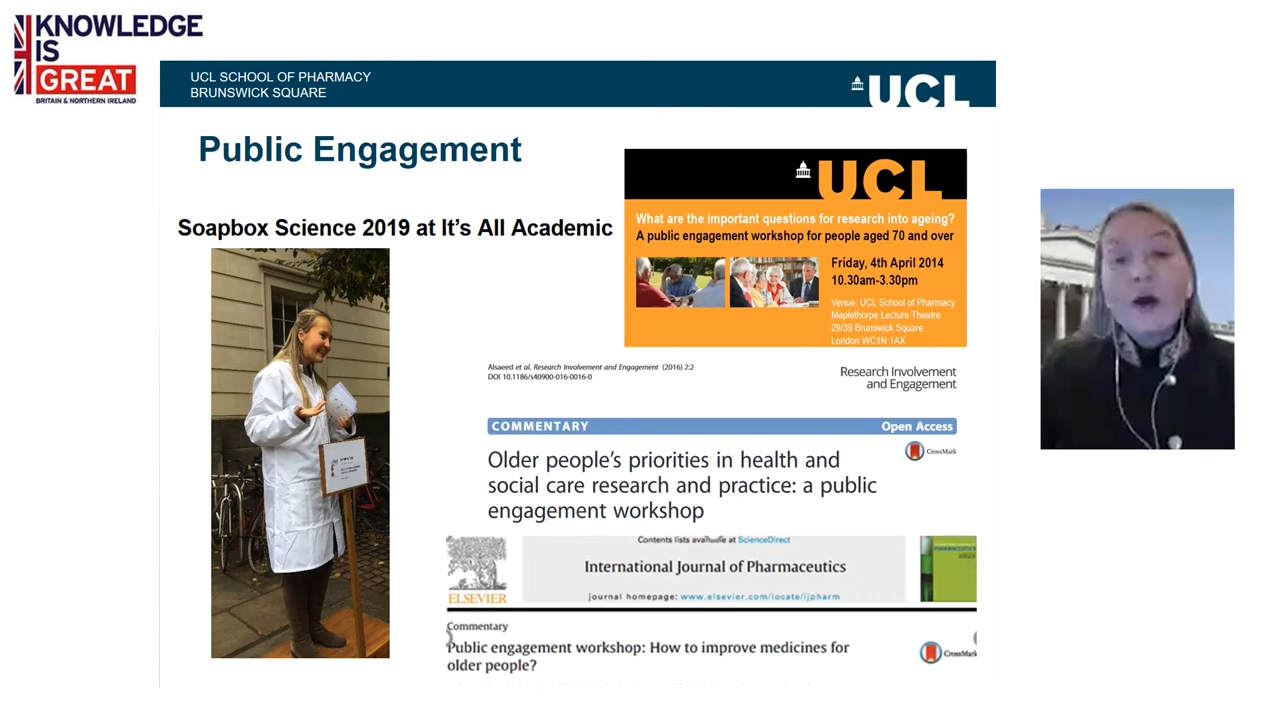 KNOWLEDGE
IS
GREAT
BRITAIN & NORTHERN IRELAND
UCL SCHOOL OF PHARMACY
BRUNSWICK SQUARE
UCL
Public Engagement
Soapbox Science 2019 at It's All Academic
UCL
What are the important questions for research into ageing?
A public engagement workshop for people aged 70 and over
Friday, 4th April 2014
10.30am-3.30pm
Venue: UCL School of Pharmacy
Maplethorpe Lecture Theatre
29/39 Brunswick Square
London WC1N 1AX
Alsaeed et al. Research Involvement and Engagement (2016) 2:2
DOI 10.1186/s40900-016-0016-0
Research Involvement
and Engagement
COMMENTARY
Open Access
CrossMark
Older people's priorities in health and
social care research and practice: a public
engagement workshop
Contents lists available at ScienceDirect
International Journal of Pharmaceutics
journal homepage: www.elsevier.com/locate/ijpharm
ELSEVIER
PHARMACEUTICS
Commentary
Public engagement workshop: How to improve medicines for
older people?
CrossMark